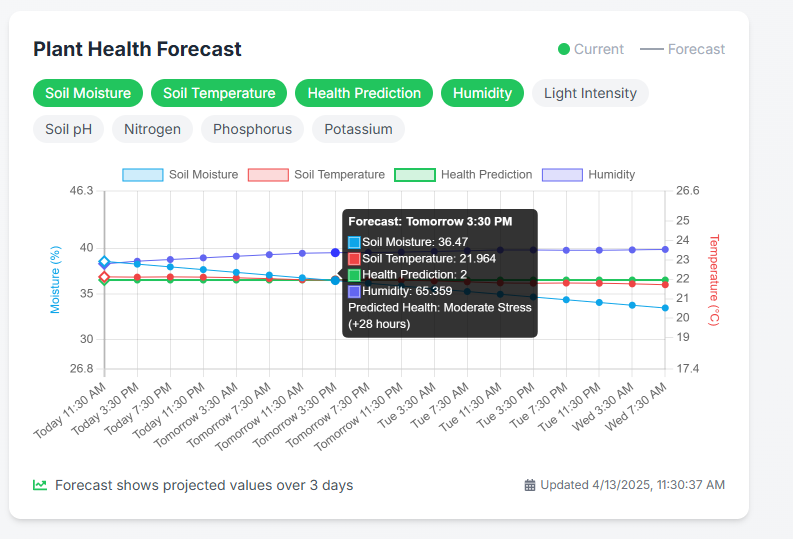 Plant Health Forecast
Current
Forecast
Soil Moisture
Soil Temperature
Health Prediction
Humidity
Light Intensity
Soil pH
Nitrogen
Phosphorus
Potassium
Soil Moisture
Soil Temperature
Health Prediction
Humidity
Moisture (%)
46.3
40
35
30
26.8
Forecast: Tomorrow 3:30 PM
Soil Moisture: 36.47
Soil Temperature: 21.964
Health Prediction: 2
Humidity: 65.359
Predicted Health: Moderate Stress
(+28 hours)
26.6
25
24
23
22
21
20
19
17.4
Temperature (°C)
Today 11:30 AM
Today 3:30 PM
Today 7:30 PM
Today 11:30 PM
Tomorrow 3:30 AM
Tomorrow 7:30 AM
Tomorrow 11:30 AM
Tomorrow 3:30 PM
Tomorrow 7:30 PM
Tomorrow 11:30 PM
Tue 3:30 AM
Tue 7:30 AM
Tue 11:30 AM
Tue 3:30 PM
Tue 7:30 PM
Tue 11:30 PM
Wed 3:30 AM
Wed 7:30 AM
Forecast shows projected values over 3 days
Updated 4/13/2025, 11:30:37 AM